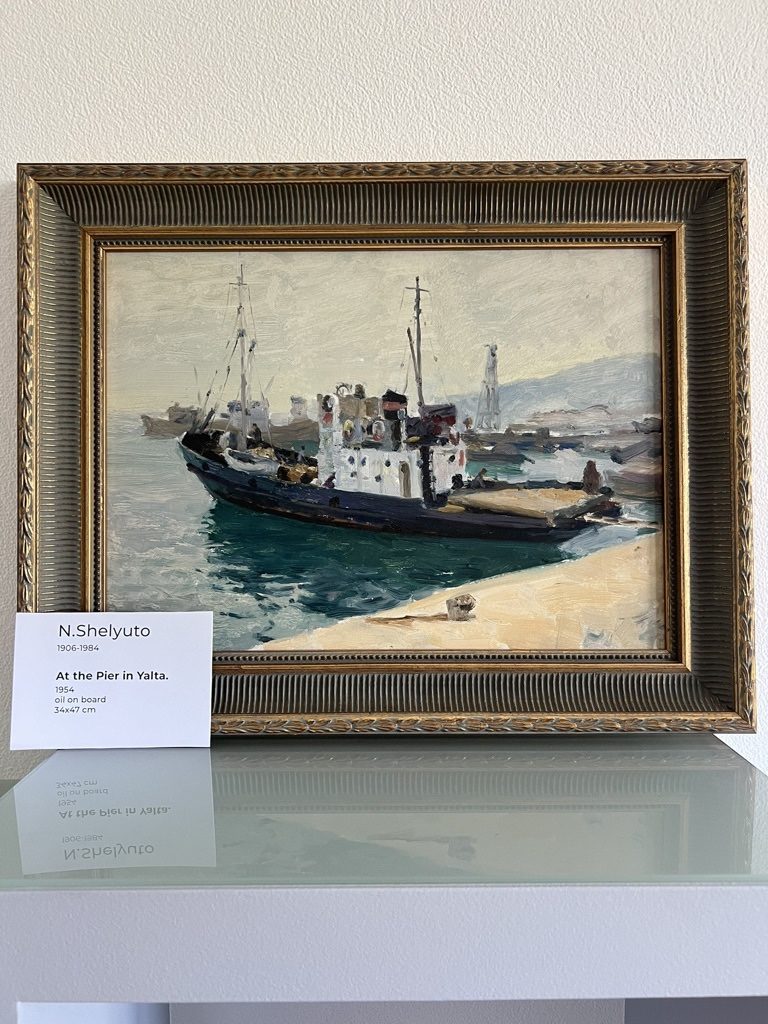 N.Shelyuto
1906-1984
At the Pier in Yalta.
1954
oil on board
34x47 cm